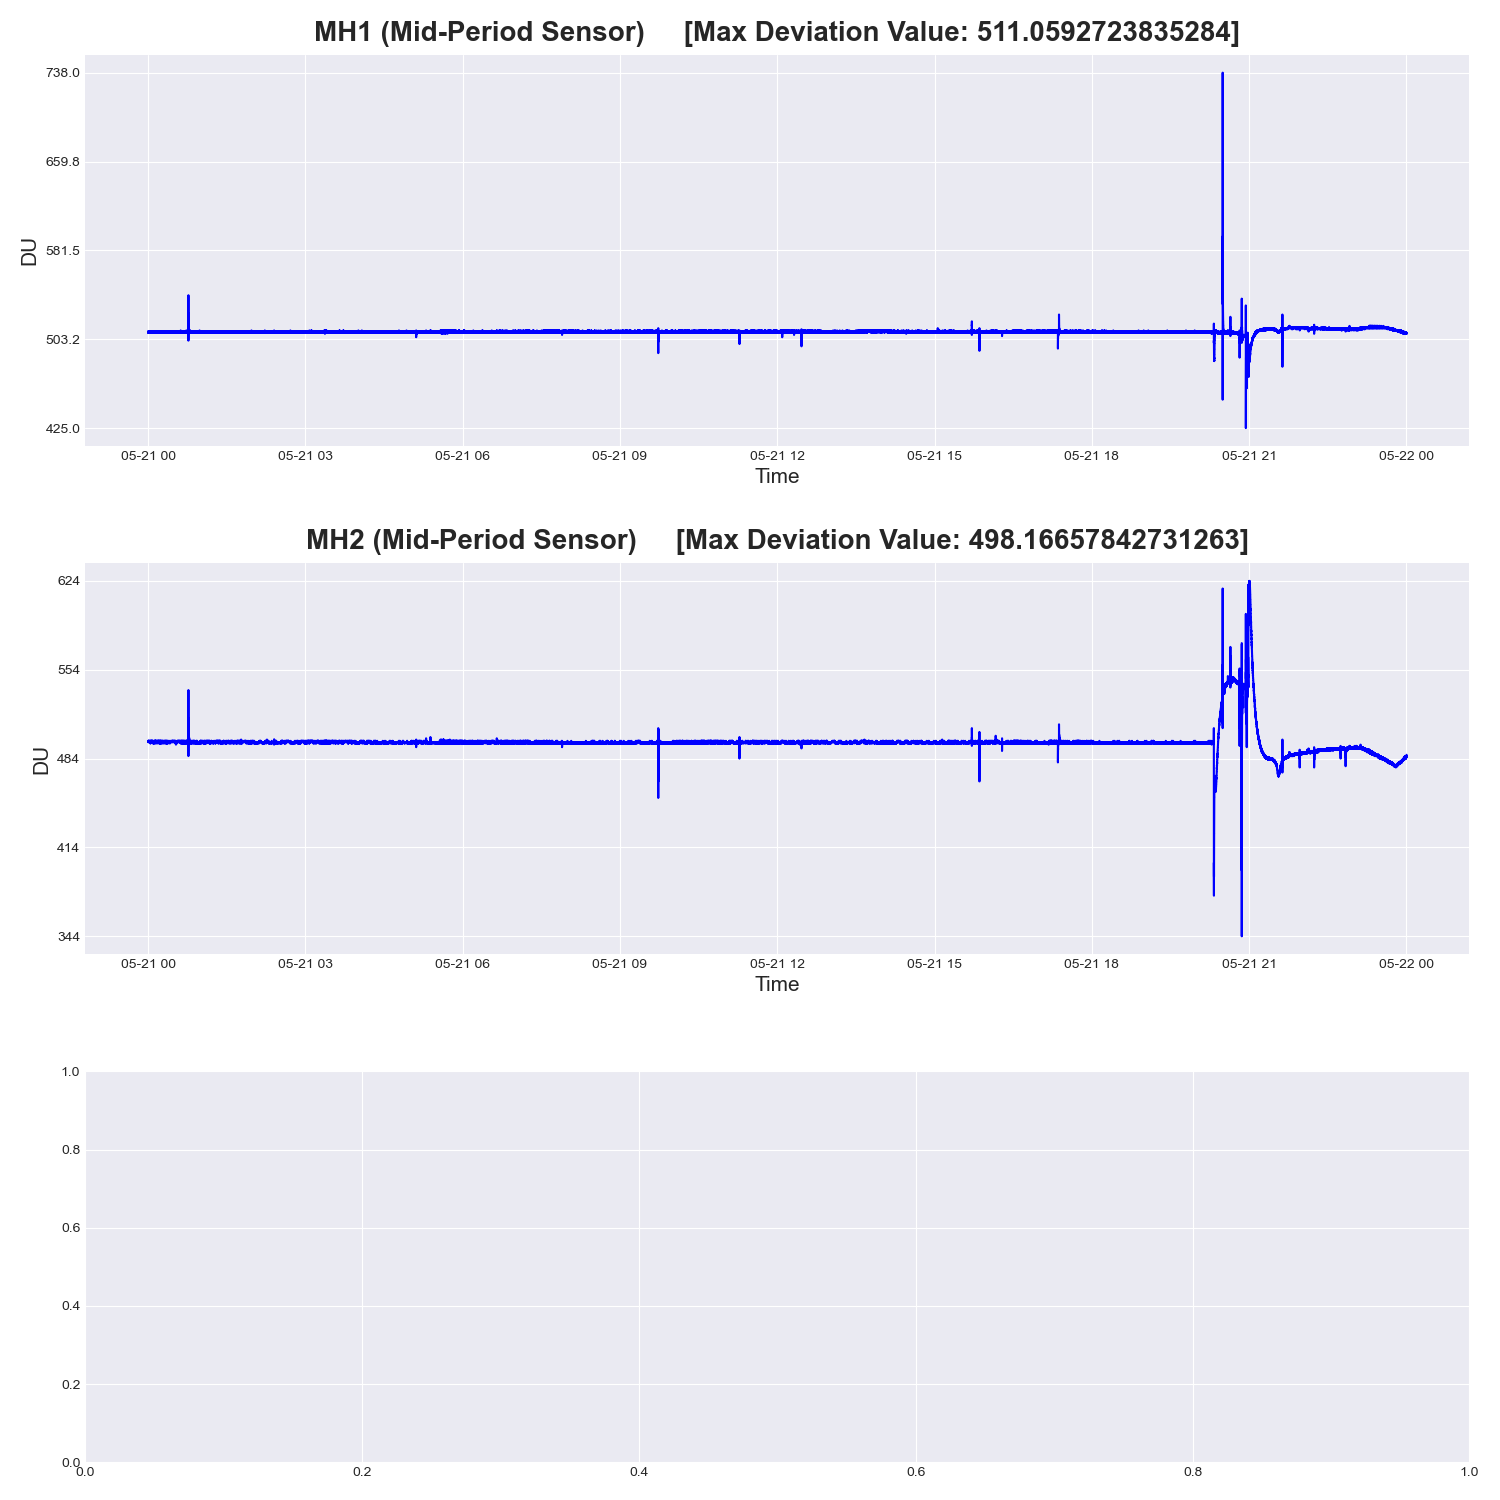 MH1 (Mid-Period Sensor)     [Max Deviation Value: 511.0592723835284]
738.0
659.8
581.5
503.2
425.0
DU
05-21 00 05-21 03 05-21 06 05-21 09 05-21 12 05-21 15 05-21 18 05-21 21 05-22 00
Time
MH2 (Mid-Period Sensor)     [Max Deviation Value: 498.16657842731263]
624
554
484
414
344
DU
05-21 00 05-21 03 05-21 06 05-21 09 05-21 12 05-21 15 05-21 18 05-21 21 05-22 00
Time
1.0
0.8
0.6
0.4
0.2
0.0
0.0 0.2 0.4 0.6 0.8 1.0